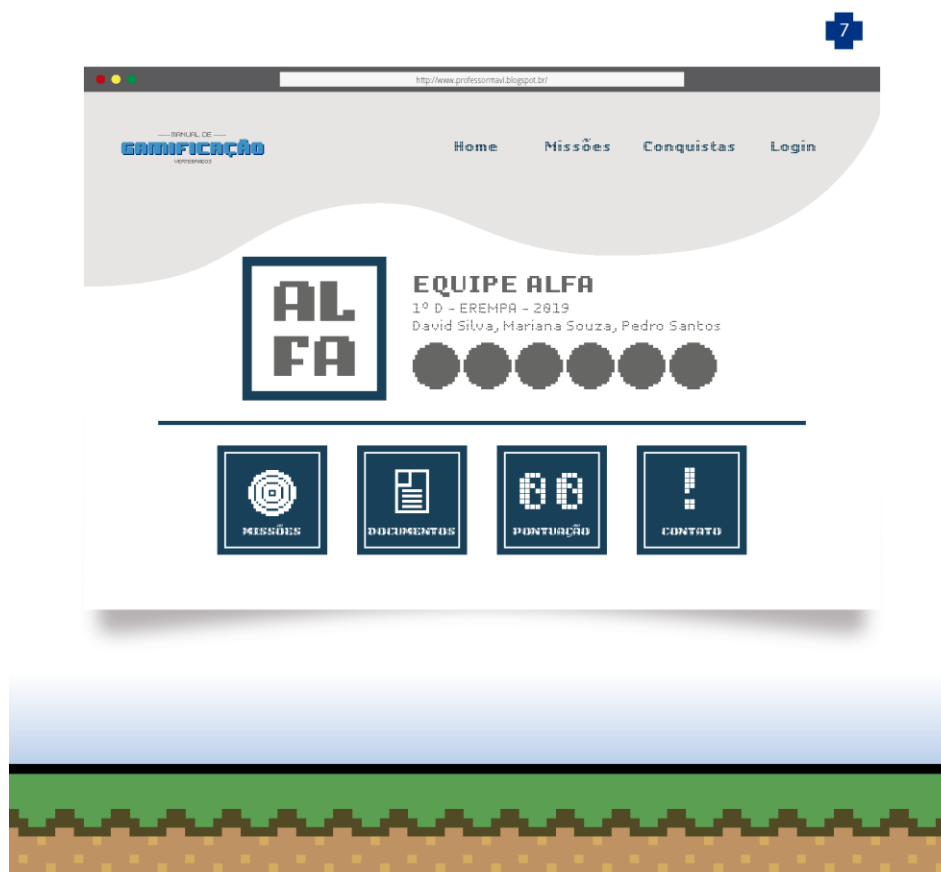 7
http://www.professormavi.blogspot.br/
MANUAL DE
GAMIFICAÇÃO
VERTEBRADOS
Home Missões Conquistas Login
AL
FA
EQUIPE ALFA
1º D - EREMPA - 2019
David Silva, Mariana Souza, Pedro Santos
00
!
MISSÕES
DOCUMENTOS
PONTUAÇÃO
CONTATO